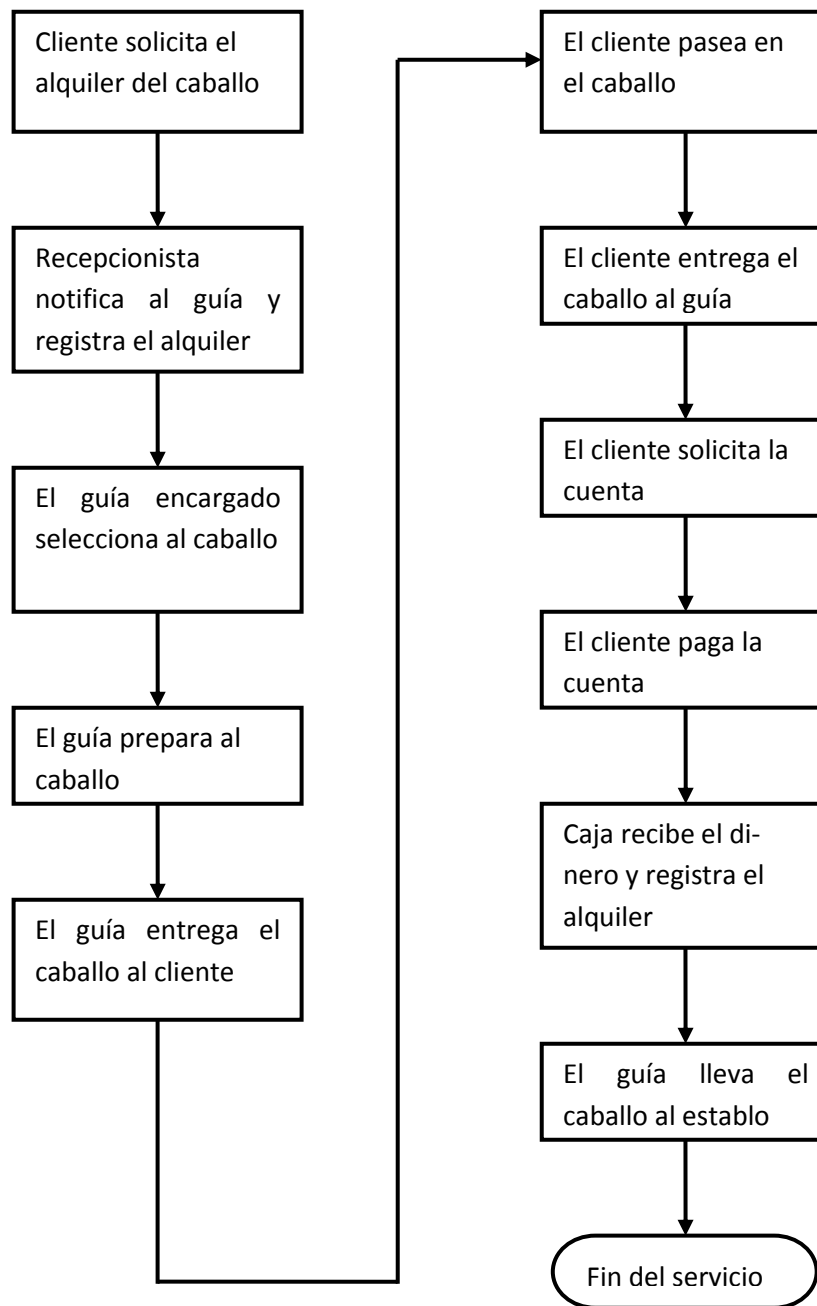 Cliente solicita el
alquiler del caballo
Recepcionista
notifica al guía y
registra el alquiler
El guía encargado
selecciona al caballo
El guía prepara al
caballo
El guía entrega el
caballo al cliente
El cliente pasea en
el caballo
El cliente entrega el
caballo al guía
El cliente solicita la
cuenta
El cliente paga la
cuenta
Caja recibe el di-
nero y registra el
alquiler
El guía lleva el
caballo al establo
Fin del servicio